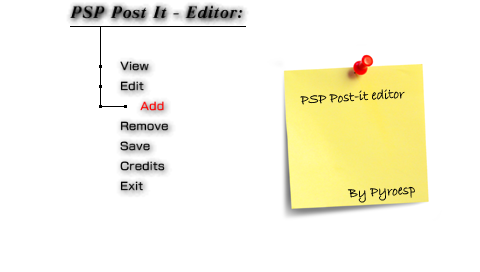 PSP Post It - Editor:
View
Edit
Add
Remove
Save
Credits
Exit
PSP Post-it editor
By Pyroesp